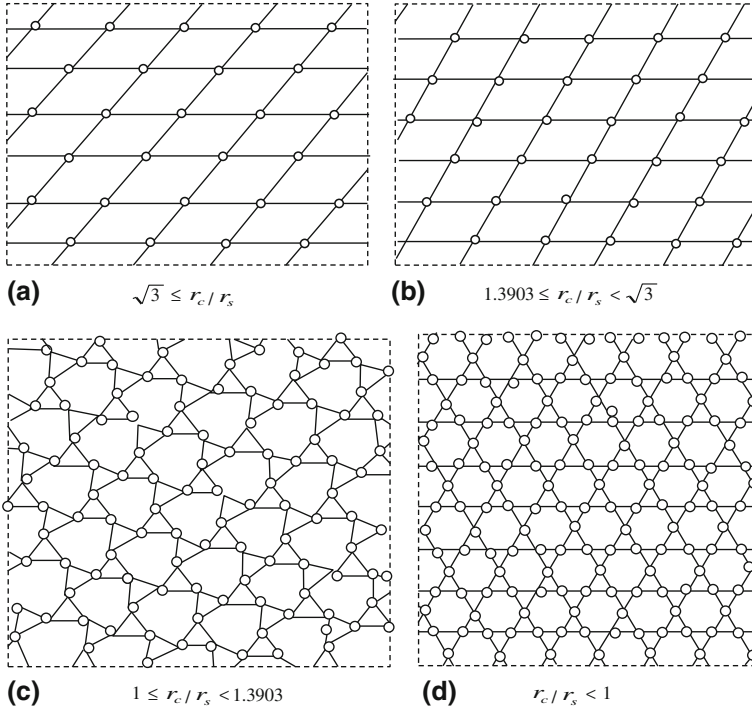 (a) √3 ≤ r_c / r_s
(b) 1.3903 ≤ r_c / r_s < √3
(c) 1 ≤ r_c / r_s < 1.3903
(d) r_c / r_s < 1